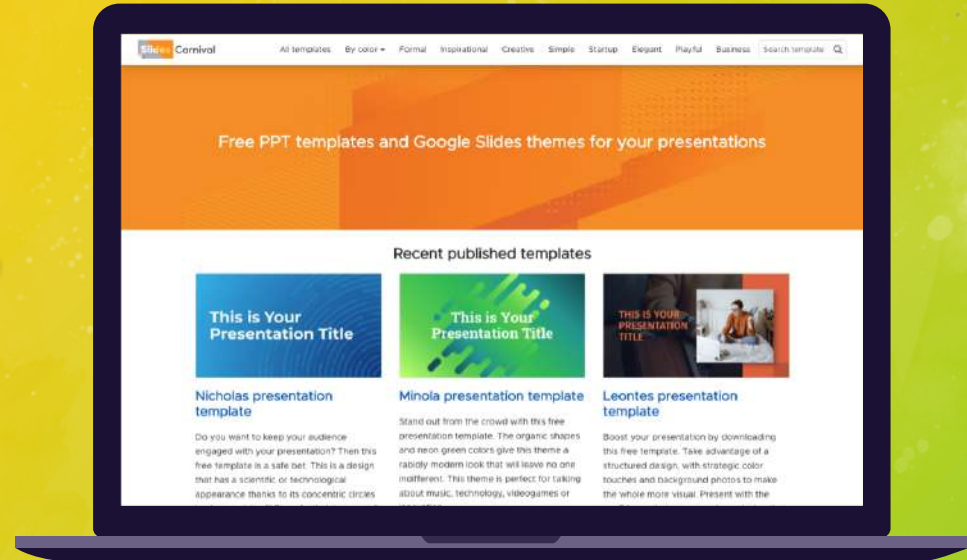 Slides Carnival
All templates By color Formal Inspirational Creative Simple Startup Elegant Playful Business Search template
Free PPT templates and Google Slides themes for your presentations
Recent published templates
This is Your
Presentation Title
Nicholas presentation
template
Do you want to keep your audience
engaged with your presentation? Then this
free template is a safe bet. This is a design
that has a scientific or technological
appearance thanks to its concentric circles
This is Your
Presentation Title
Minola presentation template
Stand out from the crowd with this free
presentation template. The organic shapes
and neon green colors give this theme a
rabidly modern look that will leave no one
indifferent. This theme is perfect for talking
about music, technology, videogames or
THIS IS YOUR
PRESENTATION
TITLE
Leontes presentation
template
Boost your presentation by downloading
this free template. Take advantage of a
structured design, with strategic color
touches and background photos to make
the whole more visual. Present with the